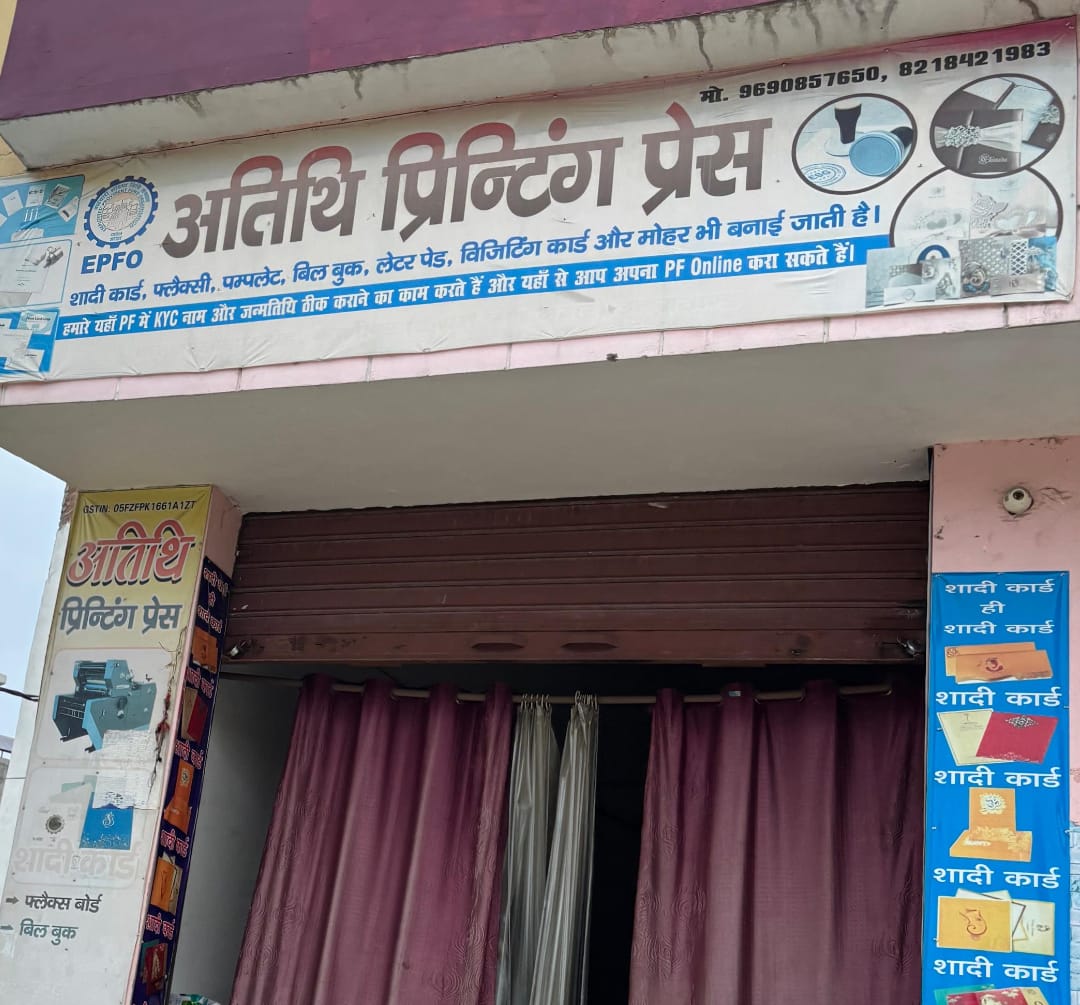 मो. 9690857650, 8218421983
अतिथि प्रिन्टिंग प्रेस
EPFO
शादी कार्ड, फ्लैक्सी, पम्पलेट, बिल बुक, लेटर पेड, विजिटिंग कार्ड और मोहर भी बनाई जाती है।
हमारे यहाँ PF में KYC नाम और जन्मतिथि ठीक कराने का काम करते हैं और यहाँ से आप अपना PF Online करा सकते हैं।
GSTIN: 05FZFPK1661A1ZT
अतिथि
प्रिन्टिंग प्रेस
शादी कार्ड
फ्लैक्स बोर्ड
बिल बुक
शादी कार्ड
ही
शादी कार्ड
शादी कार्ड
शादी कार्ड
शादी कार्ड
शादी कार्ड
शादी कार्ड
ही
शादी कार्ड
शादी कार्ड
शादी कार्ड
शादी कार्ड
शादी कार्ड